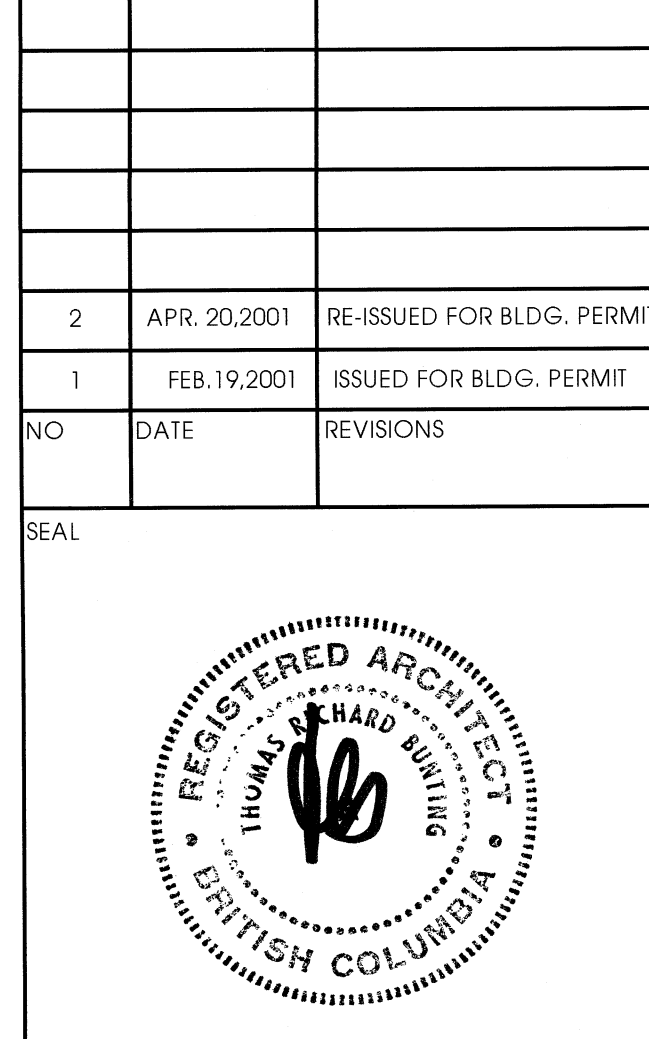 2 APR. 20,2001 RE-ISSUED FOR BLDG. PERMIT
1 FEB.19,2001 ISSUED FOR BLDG. PERMIT
NO DATE REVISIONS
SEAL
REGISTERED ARCHITECT
THOMAS RICHARD BUNTING
BRITISH COLUMBIA